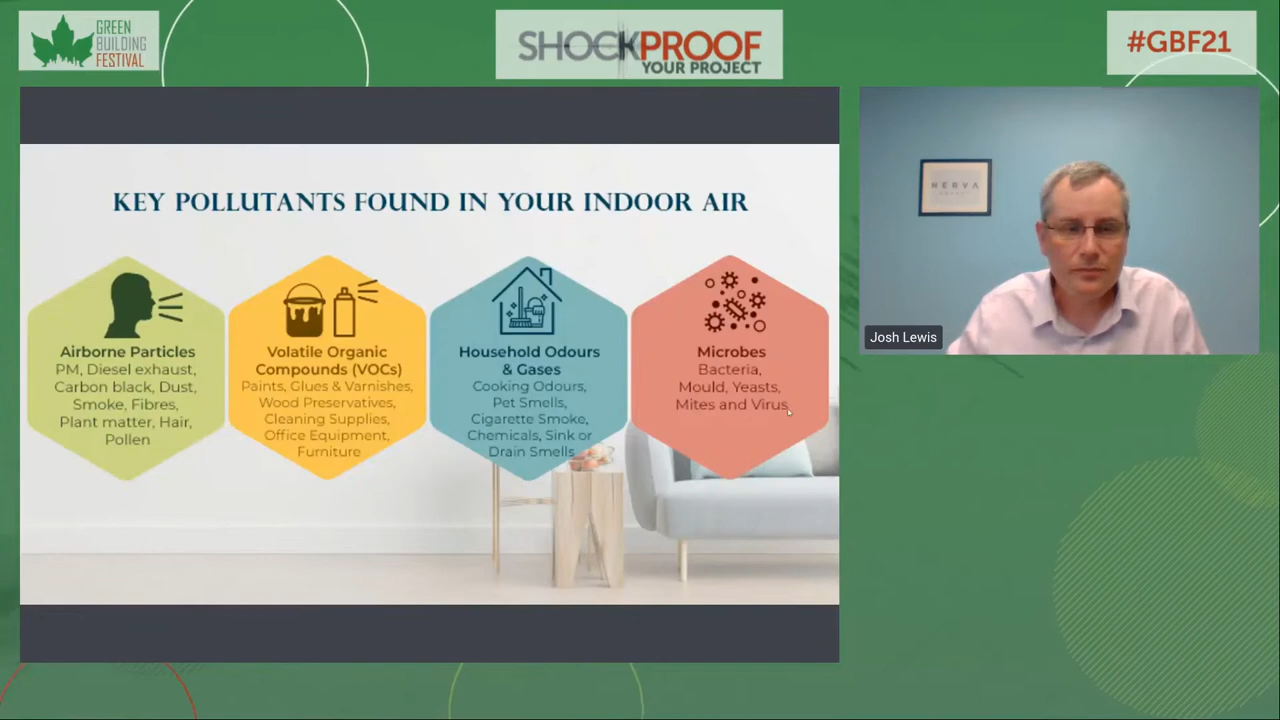 GREEN
BUILDING
FESTIVAL
SHOCKPROOF
YOUR PROJECT
#GBF21
KEY POLLUTANTS FOUND IN YOUR INDOOR AIR
Airborne Particles
PM, Diesel exhaust,
Carbon black, Dust,
Smoke, Fibres,
Plant matter, Hair,
Pollen
Volatile Organic
Compounds (VOCs)
Paints, Glues & Varnishes,
Wood Preservatives,
Cleaning Supplies,
Office Equipment,
Furniture
Household Odours
& Gases
Cooking Odours,
Pet Smells,
Cigarette Smoke,
Chemicals, Sink or
Drain Smells
Microbes
Bacteria,
Mould, Yeasts,
Mites and Virus
NERVA
Josh Lewis